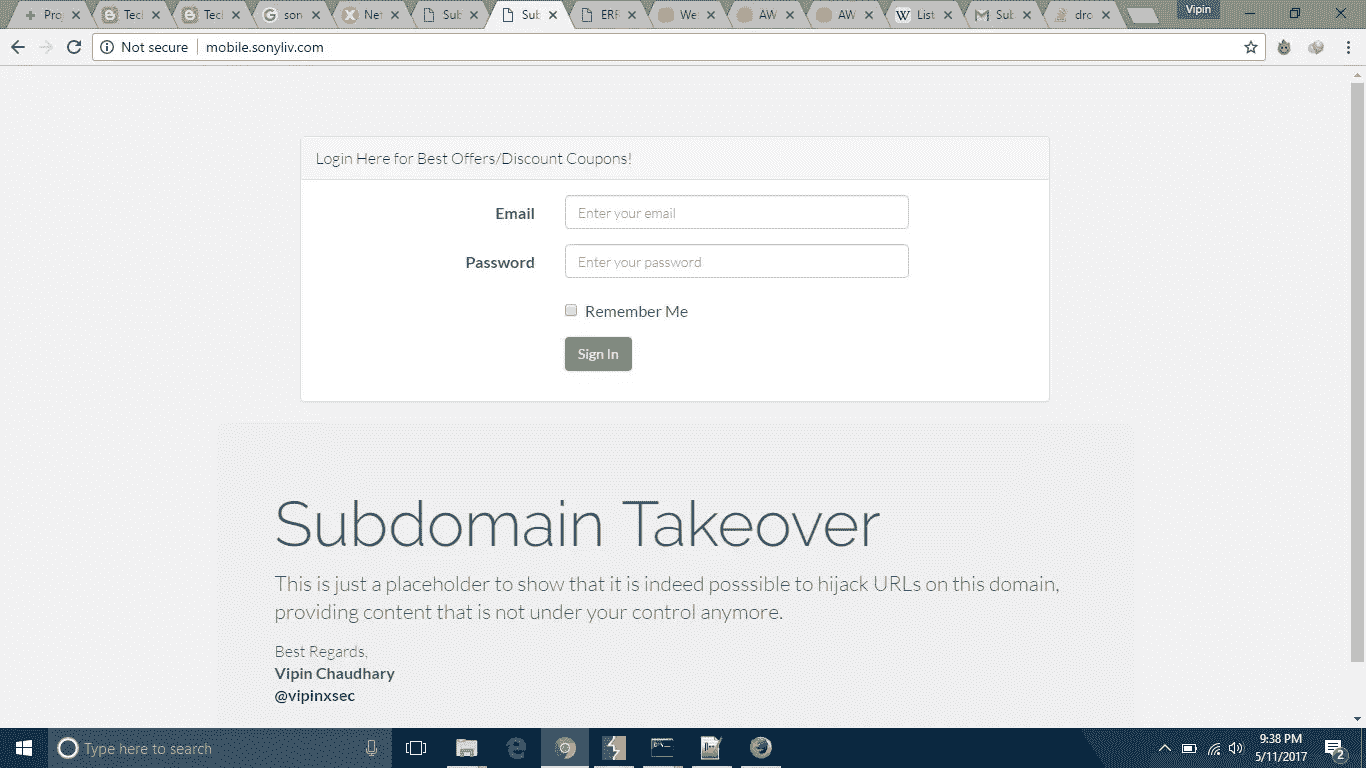 Pro
Tecl
Tecl
son
Net
Sub
Sub
ERF
We
AW
AW
List
Sub
drc
Vipin
Not secure
mobile.sonyliv.com
Login Here for Best Offers/Discount Coupons!
Email
Enter your email
Password
Enter your password
Remember Me
Sign In
Subdomain Takeover
This is just a placeholder to show that it is indeed posssible to hijack URLs on this domain,
providing content that is not under your control anymore.
Best Regards,
Vipin Chaudhary
@vipinxsec
Type here to search
9:38 PM
5/11/2017
2